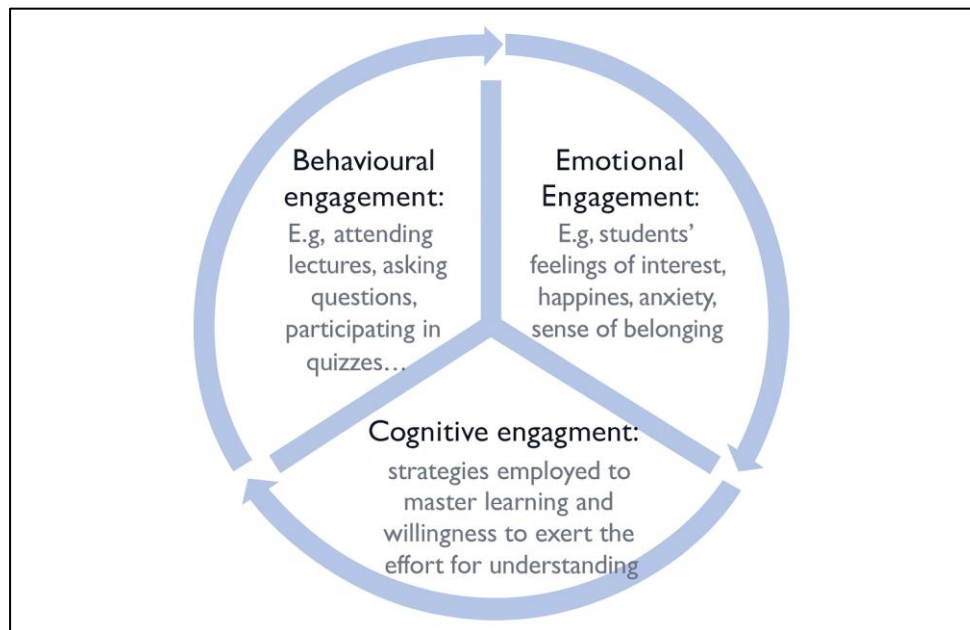 Behavioural
engagement:
E.g, attending
lectures, asking
questions,
participating in
quizzes…
Emotional
Engagement:
E.g, students’
feelings of interest,
happines, anxiety,
sense of belonging
Cognitive engagment:
strategies employed to
master learning and
willingness to exert the
effort for understanding